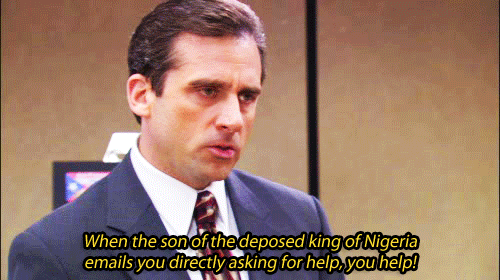 When the son of the deposed king of Nigeria
emails you directly asking for help, you help!